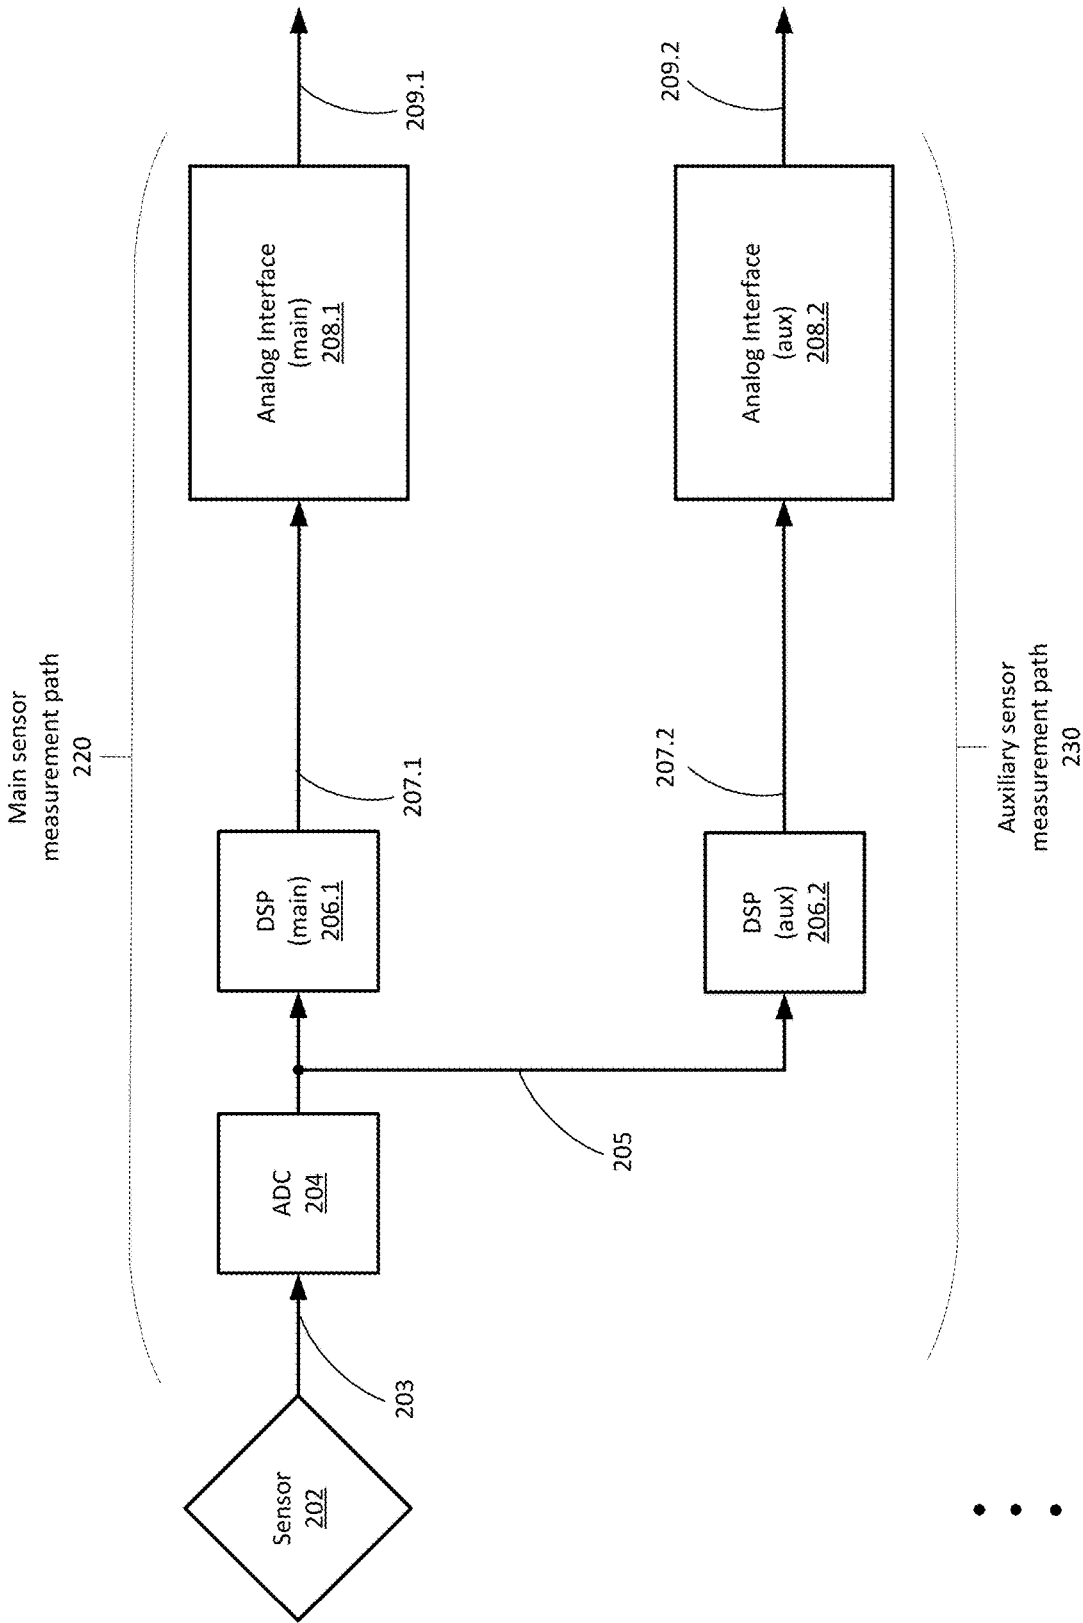 Main sensor
measurement path
220
Sensor
202
203
ADC
204
205
DSP
(main)
206.1
207.1
Analog Interface
(main)
208.1
209.1
DSP
(aux)
206.2
207.2
Analog Interface
(aux)
208.2
209.2
Auxiliary sensor
measurement path
230